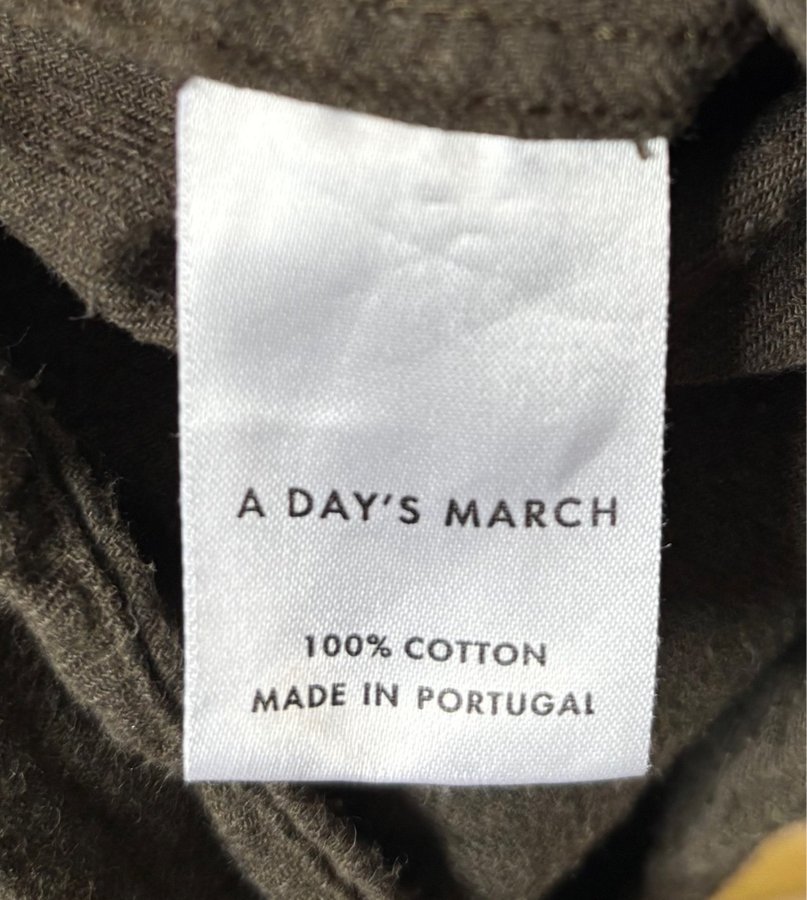 A DAY'S MARCH
100% COTTON
MADE IN PORTUGAL